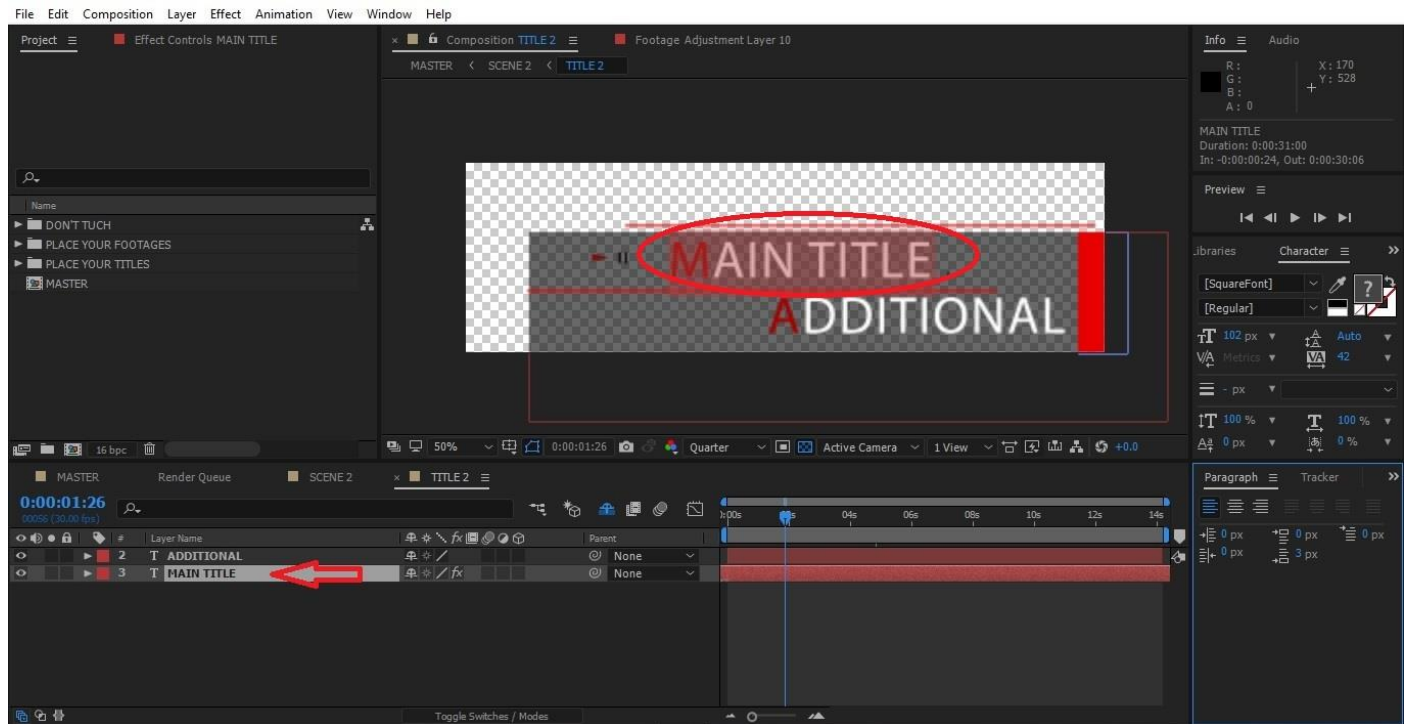 File Edit Composition Layer Effect Animation View Window Help
Project Effect Controls MAIN TITLE
Composition TITLE 2 Footage Adjustment Layer 10
MASTER SCENE 2 TITLE 2
Info Audio
R: X: 170
G: Y: 528
B:
A: 0
MAIN TITLE
Duration: 0:00:31:00
In: -0:00:00:24, Out: 0:00:30:06
Preview
Name
DON'T TUCH
PLACE YOUR FOOTAGES
PLACE YOUR TITLES
MASTER
MAIN TITLE
ADDITIONAL
Libraries Character
[SquareFont]
[Regular]
102 px Auto
Metrics 42
- px
100 % 100 %
0 px 0 %
16 bpc
50% 0:00:01:26 Quarter Active Camera 1 View +0.0
MASTER Render Queue SCENE 2 TITLE 2
0:00:01:26
00056 (30.00 fps)
04s 06s 08s 10s 12s 14s
# Layer Name Parent
2 T ADDITIONAL None
3 T MAIN TITLE None
Paragraph Tracker
0 px 0 px 0 px
0 px 3 px
Toggle Switches / Modes